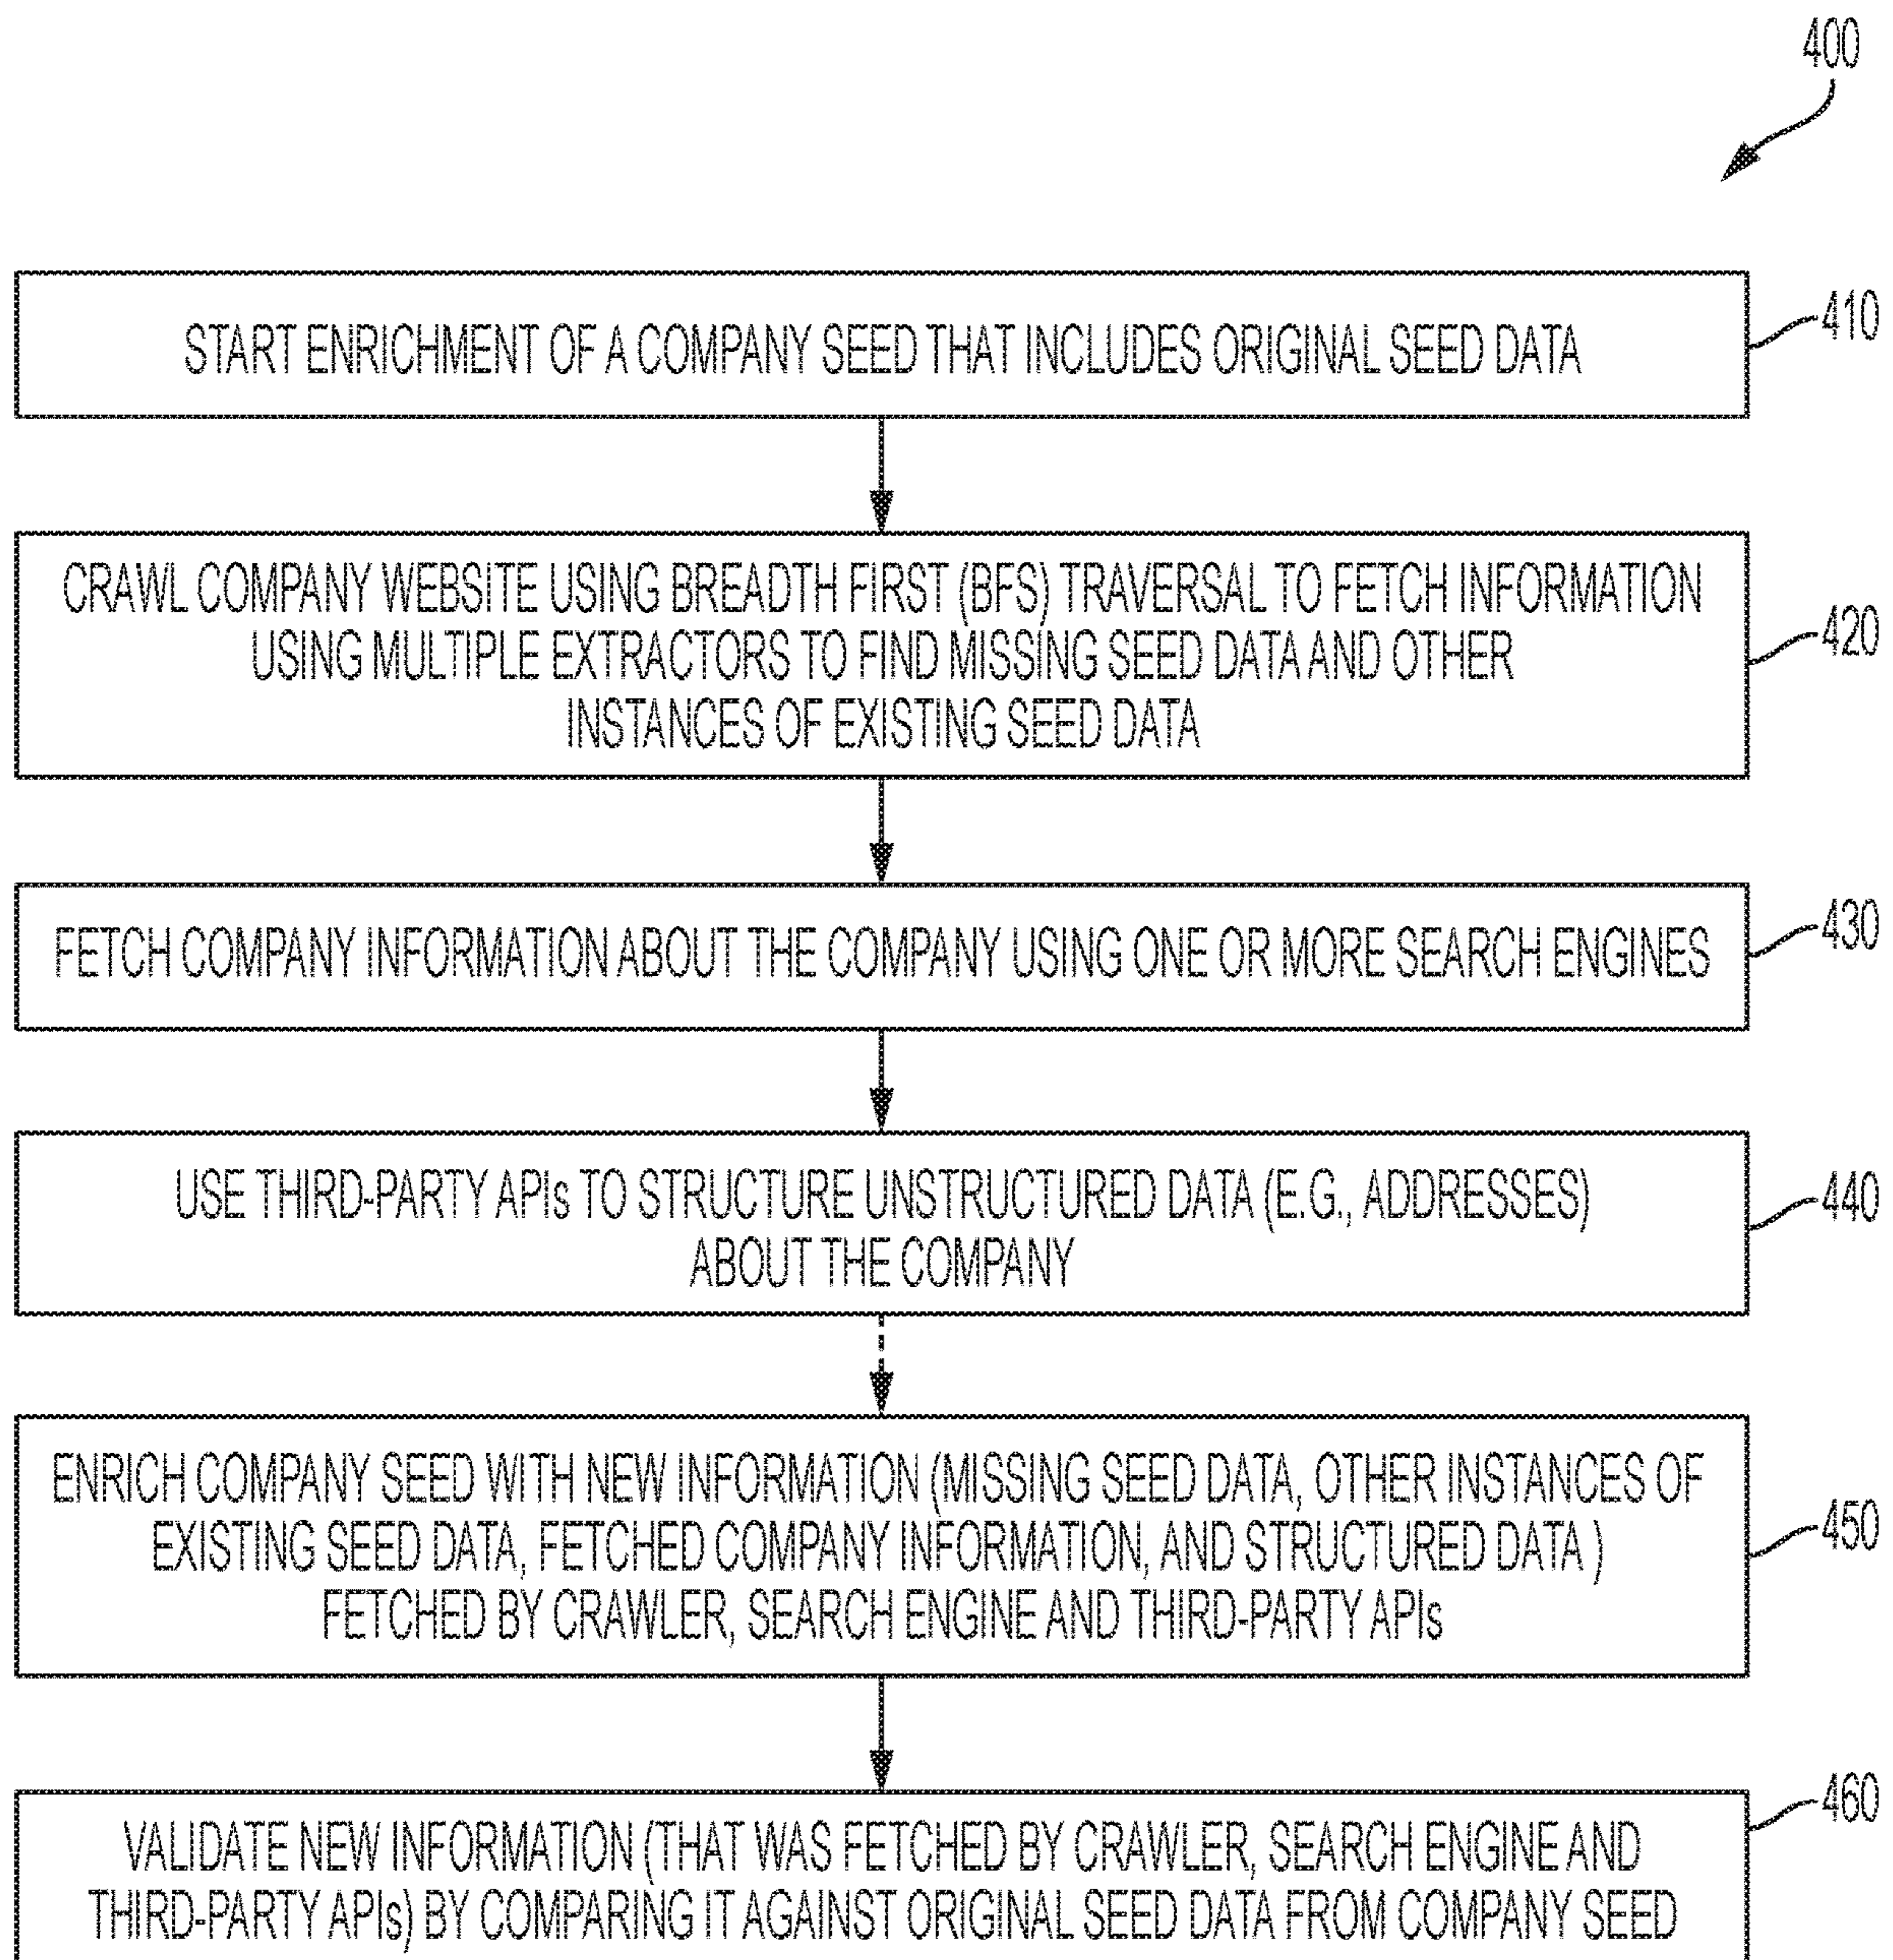 400
START ENRICHMENT OF A COMPANY SEED THAT INCLUDES ORIGINAL SEED DATA
410
CRAWL COMPANY WEBSITE USING BREADTH FIRST (BFS) TRAVERSAL TO FETCH INFORMATION
USING MULTIPLE EXTRACTORS TO FIND MISSING SEED DATA AND OTHER
INSTANCES OF EXISTING SEED DATA
420
FETCH COMPANY INFORMATION ABOUT THE COMPANY USING ONE OR MORE SEARCH ENGINES
430
USE THIRD-PARTY APIs TO STRUCTURE UNSTRUCTURED DATA (E.G., ADDRESSES)
ABOUT THE COMPANY
440
ENRICH COMPANY SEED WITH NEW INFORMATION (MISSING SEED DATA, OTHER INSTANCES OF
EXISTING SEED DATA, FETCHED COMPANY INFORMATION, AND STRUCTURED DATA )
FETCHED BY CRAWLER, SEARCH ENGINE AND THIRD-PARTY APIs
450
VALIDATE NEW INFORMATION (THAT WAS FETCHED BY CRAWLER, SEARCH ENGINE AND
THIRD-PARTY APIs) BY COMPARING IT AGAINST ORIGINAL SEED DATA FROM COMPANY SEED
460